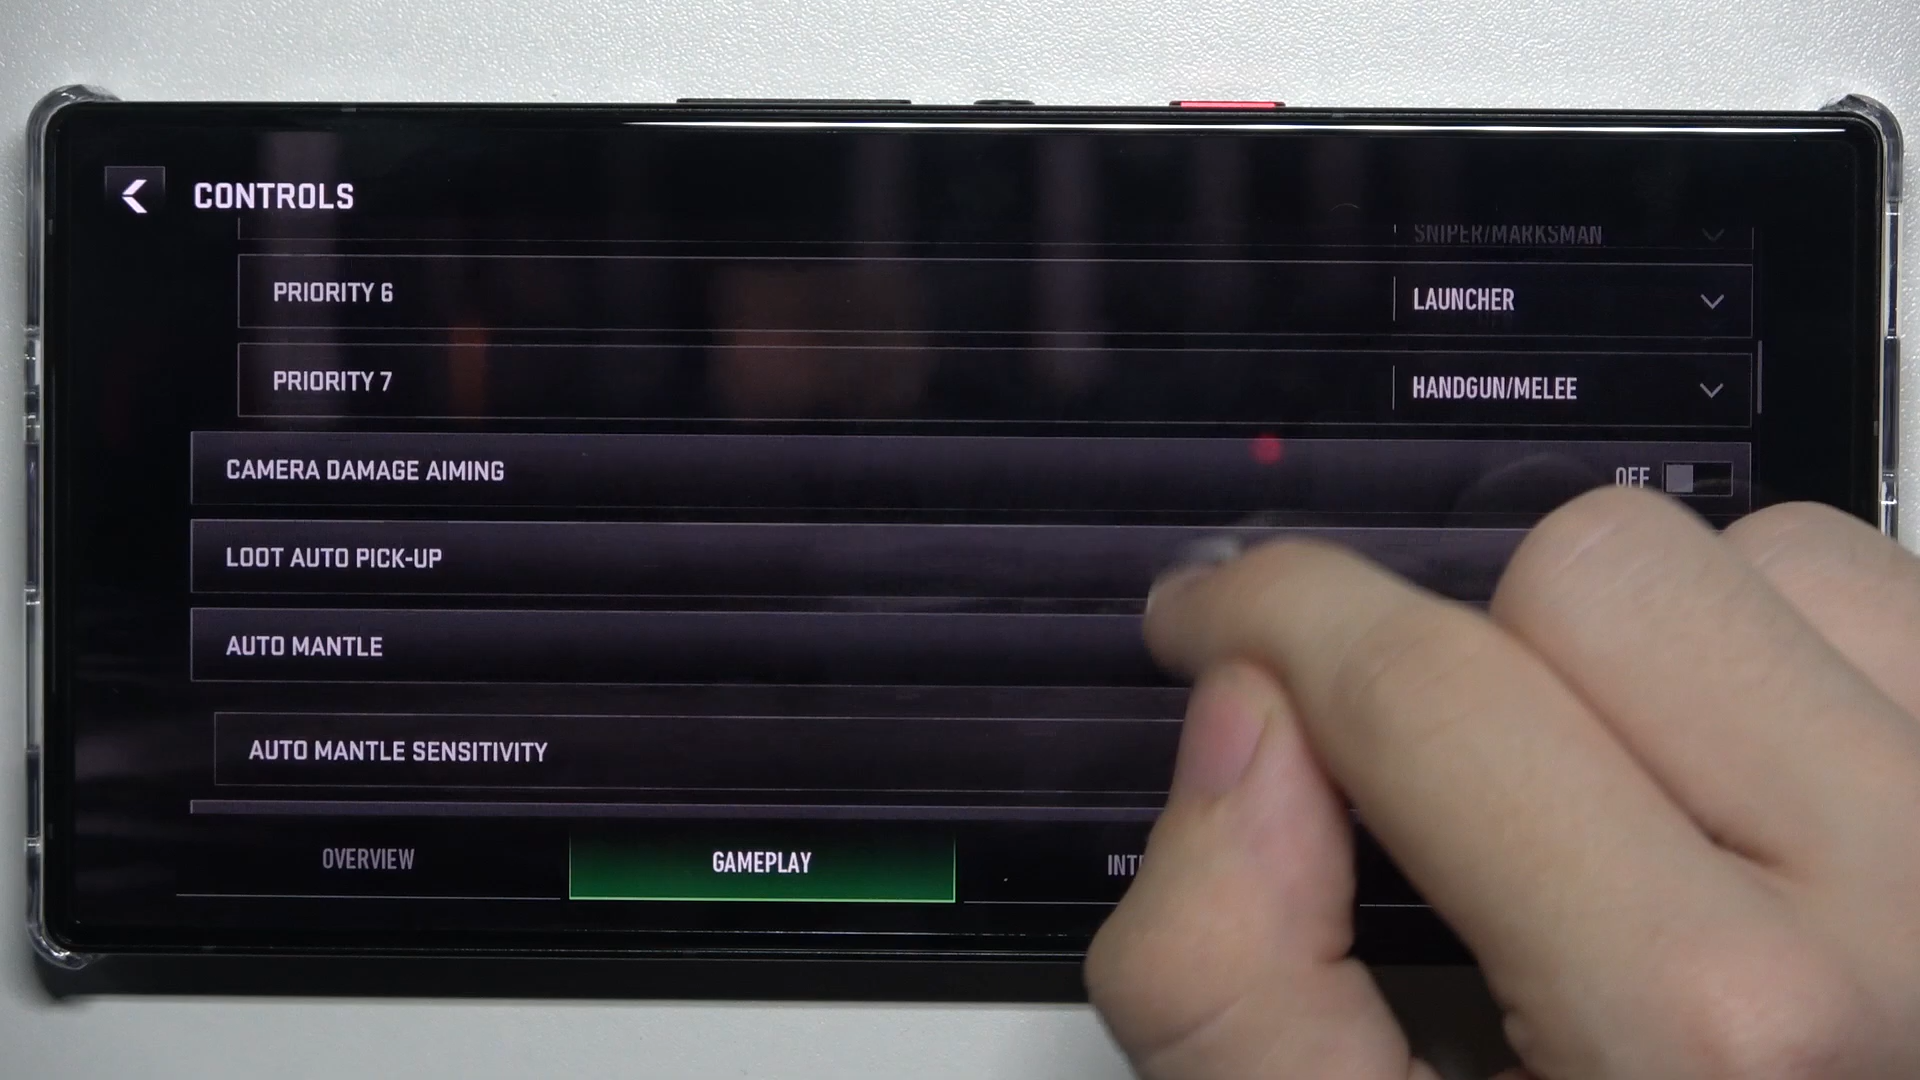 CONTROLS
SNIPER/MARKSMAN
PRIORITY 6
LAUNCHER
PRIORITY 7
HANDGUN/MELEE
CAMERA DAMAGE AIMING
OFF
LOOT AUTO PICK-UP
AUTO MANTLE
AUTO MANTLE SENSITIVITY
OVERVIEW
GAMEPLAY